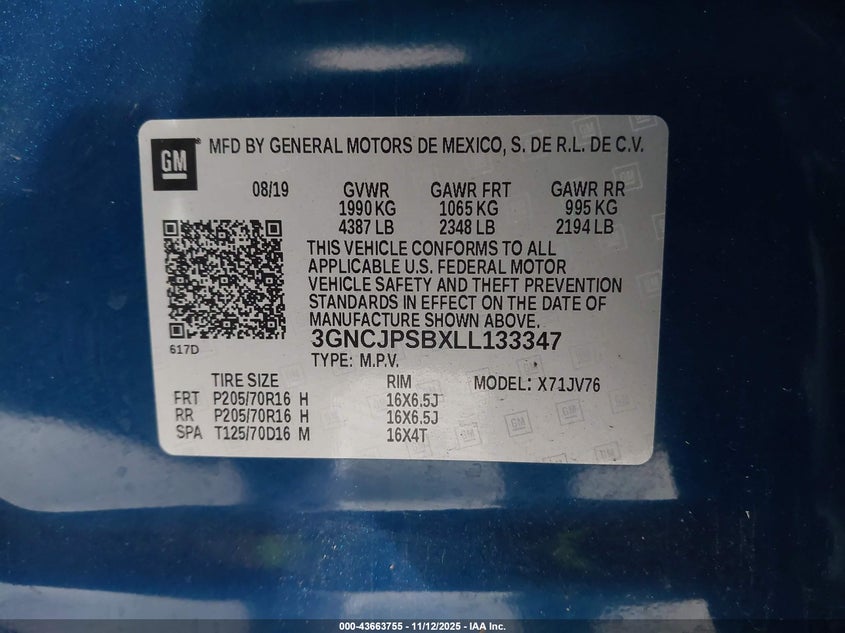 GM
MFD BY GENERAL MOTORS DE MEXICO, S. DE R.L. DE C.V.
08/19 GVWR GAWR FRT GAWR RR
1990 KG 1065 KG 995 KG
4387 LB 2348 LB 2194 LB
THIS VEHICLE CONFORMS TO ALL
APPLICABLE U.S. FEDERAL MOTOR
VEHICLE SAFETY AND THEFT PREVENTION
STANDARDS IN EFFECT ON THE DATE OF
MANUFACTURE SHOWN ABOVE.
617D
3GNCJPSBXLL133347
TYPE: M.P.V.
TIRE SIZE RIM MODEL: X71JV76
FRT P205/70R16 H 16X6.5J
RR P205/70R16 H 16X6.5J
SPA T125/70D16 M 16X4T
000-43663755 - 11/12/2025 - IAA Inc.